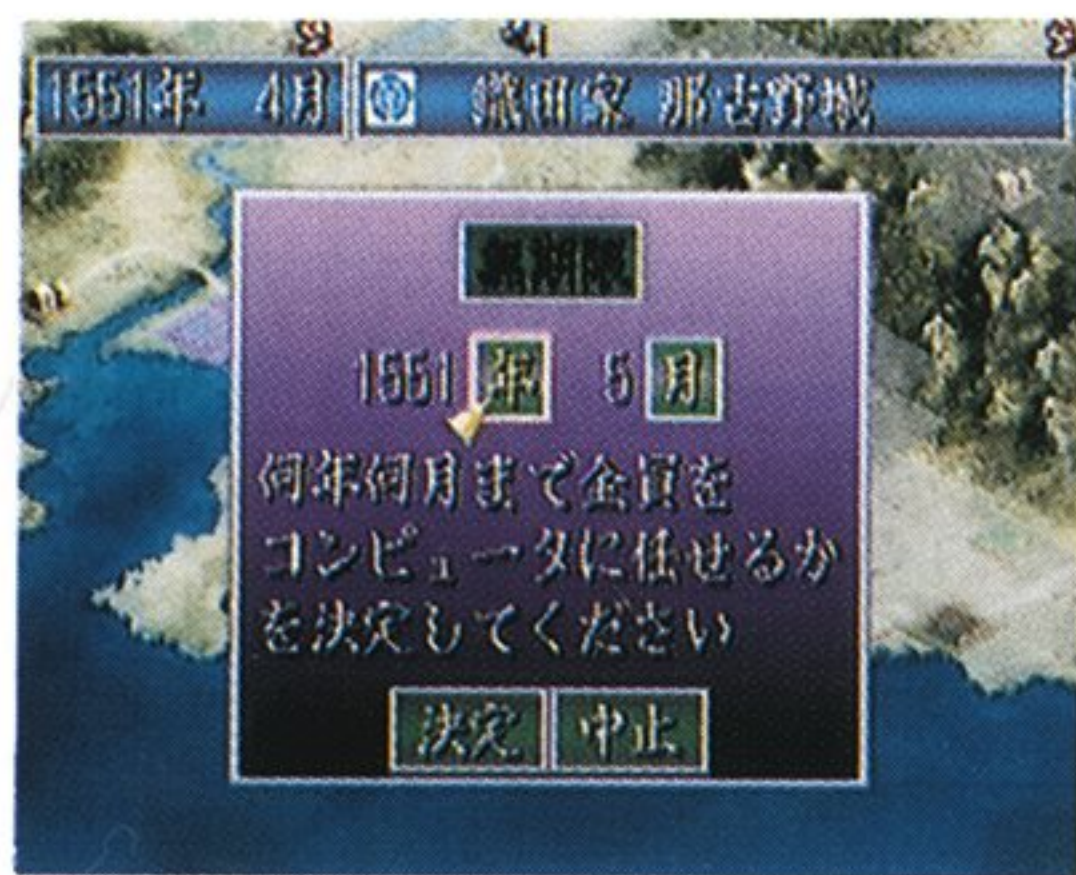 1551年 4月 織田家 那古野城
無期限
1551 年 5 月
何年何月まで全員を
コンピュータに任せるか
を決定してください
決定 中止